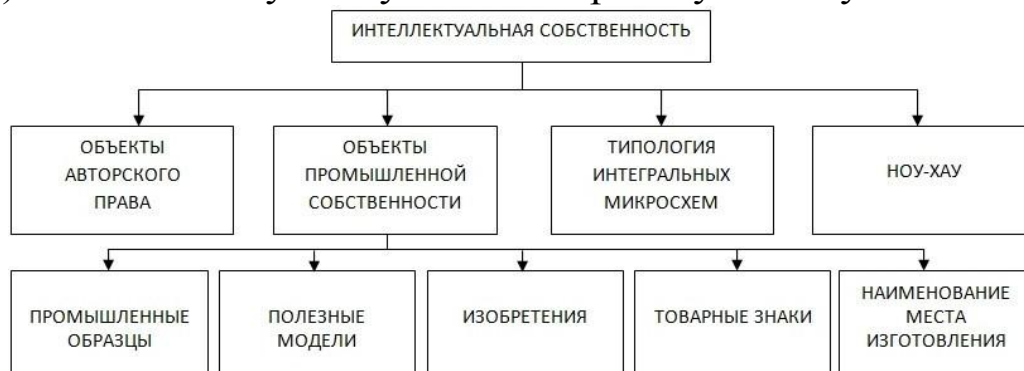 ИНТЕЛЛЕКТУАЛЬНАЯ СОБСТВЕННОСТЬ
ОБЪЕКТЫ
АВТОРСКОГО
ПРАВА
ОБЪЕКТЫ
ПРОМЫШЛЕННОЙ
СОБСТВЕННОСТИ
ТИПОЛОГИЯ
ИНТЕГРАЛЬНЫХ
МИКРОСХЕМ
НОУ-ХАУ
ПРОМЫШЛЕННЫЕ
ОБРАЗЦЫ
ПОЛЕЗНЫЕ
МОДЕЛИ
ИЗОБРЕТЕНИЯ
ТОВАРНЫЕ ЗНАКИ
НАИМЕНОВАНИЕ
МЕСТА
ИЗГОТОВЛЕНИЯ